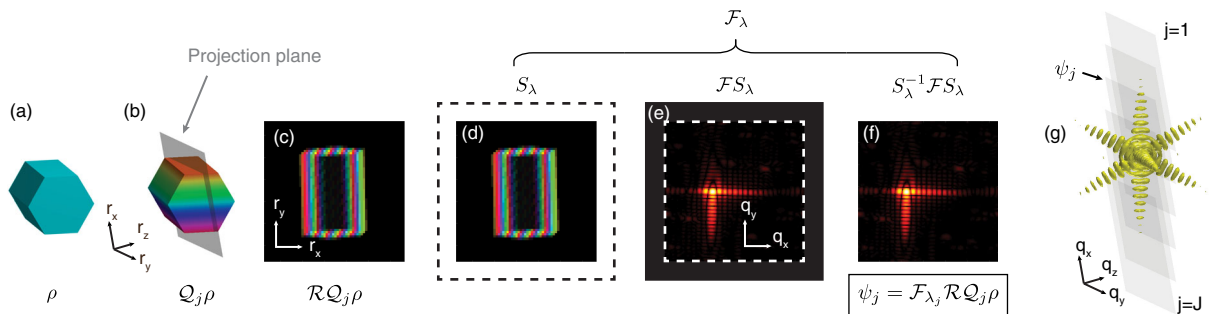 ℱ_λ
Projection plane
S_λ
ℱS_λ
S_λ^{-1}ℱS_λ
j=1
ψ_j
(a)
(b)
(c)
(d)
(e)
(f)
(g)
r_x
r_z
r_y
r_y
r_x
q_y
q_x
q_x
q_z
q_y
j=J
ρ
𝒬_jρ
ℛ𝒬_jρ
ψ_j = ℱ_{λ_j}ℛ𝒬_jρ